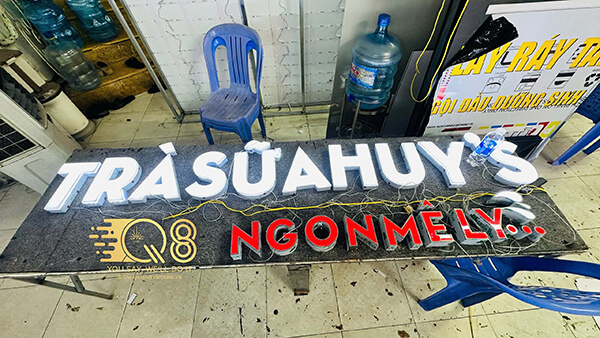 LẤY RÁY TAI
GỘI ĐẦU DƯỠNG SINH
TRÀ SỮA HUY'S
Q8
YOU SAY, WE'LL DO IT
NGON MÊ LY...